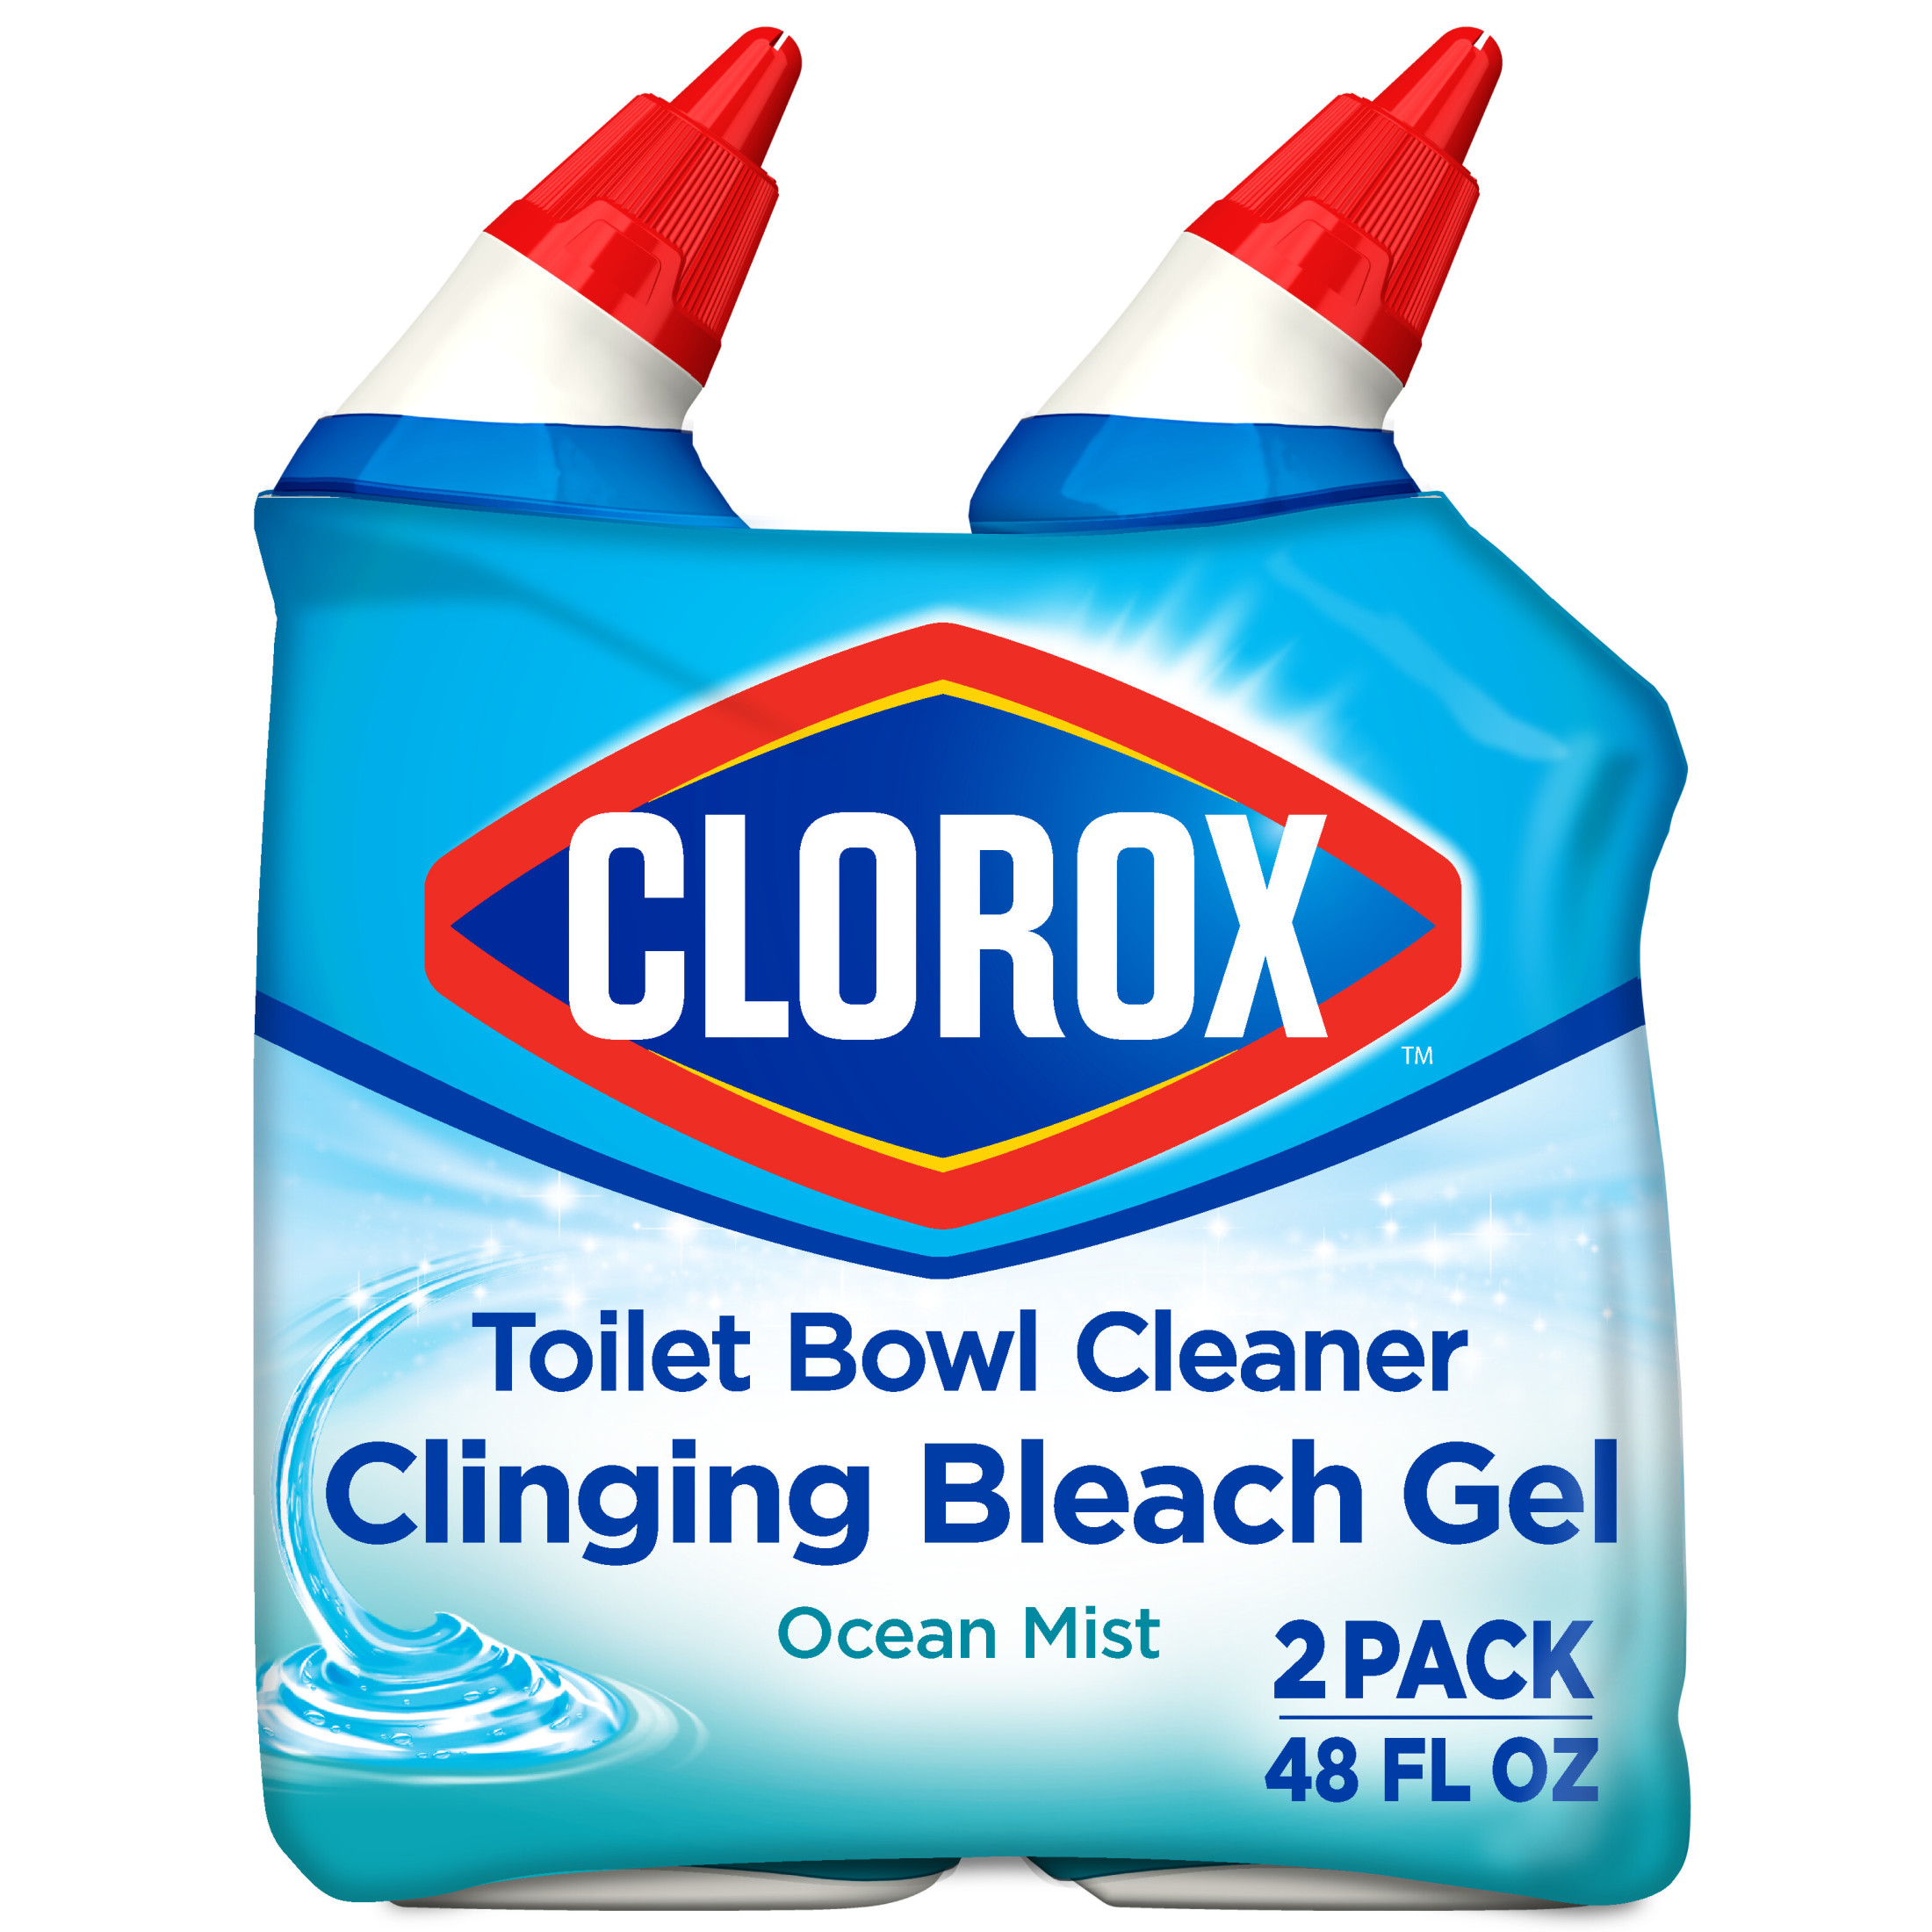 CLOROX
TM
Toilet Bowl Cleaner
Clinging Bleach Gel
Ocean Mist
2 PACK
48 FL OZ